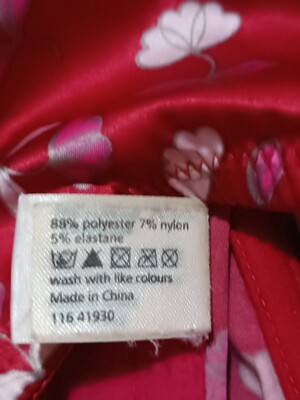 88% polyester 7% nylon
5% elastane
wash with like colours
Made in China
116 41930